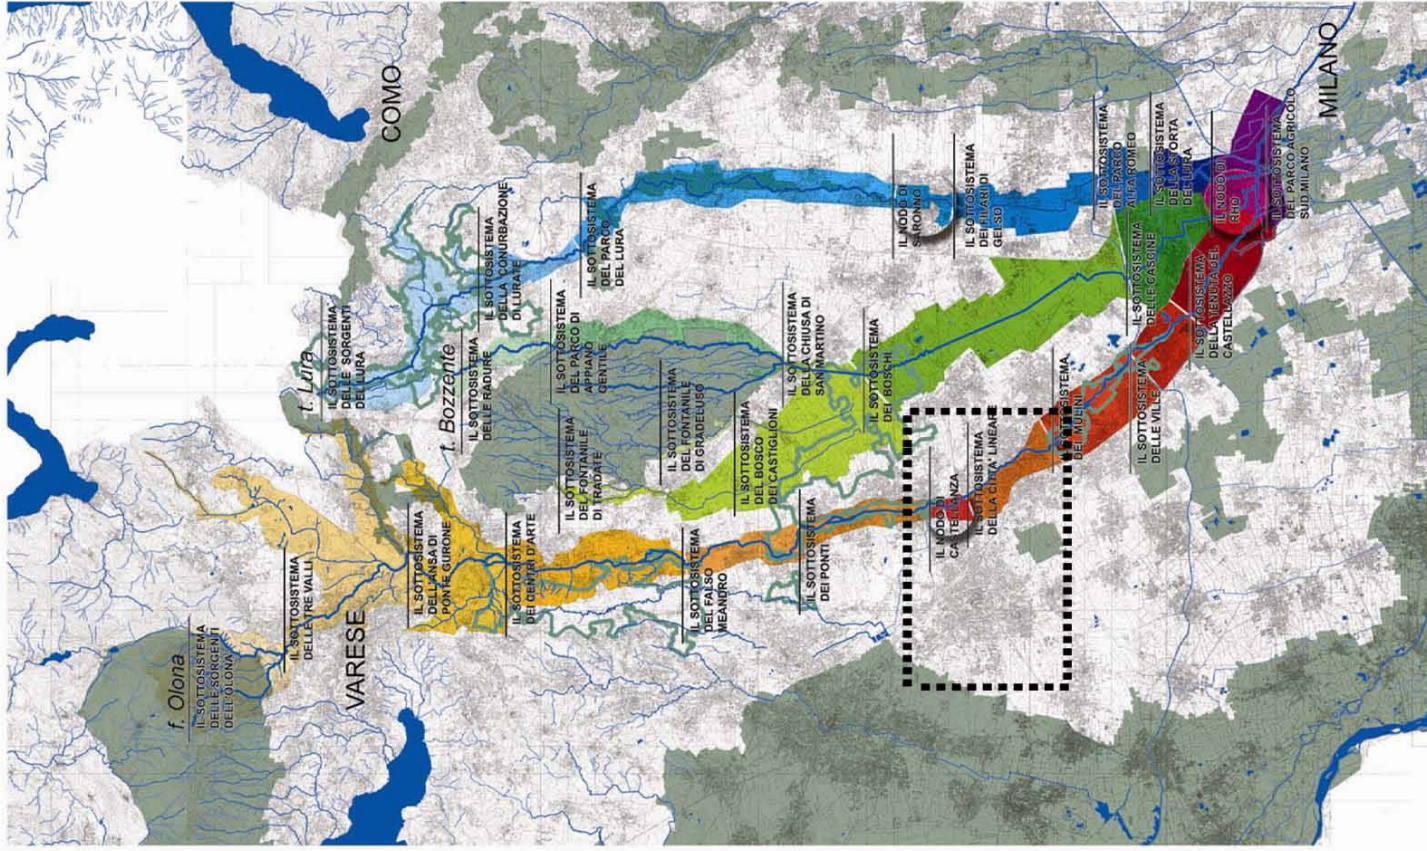 f. Olona
IL SOTTOSISTEMA
DELLE SORGENTI
DELL'OLONA
IL SOTTOSISTEMA
DELLE TRE VALLI
t. Lura
IL SOTTOSISTEMA
DELLE SORGENTI
DEL LURA
VARESE
COMO
IL SOTTOSISTEMA
DELL'ANSA DI
PONTE GURONE
t. Bozzente
IL SOTTOSISTEMA
DELLE RADURE
IL SOTTOSISTEMA
DELLA CONURBAZIONE
DI LURATE
IL SOTTOSISTEMA
DEI CENTRI D'ARTE
IL SOTTOSISTEMA
DEL FONTANILE
DI TRADATE
IL SOTTOSISTEMA
DEL PARCO DI
APPIANO
GENTILE
IL SOTTOSISTEMA
DEL PARCO
DEL LURA
IL SOTTOSISTEMA
DEL FALSO
MEANDRO
IL SOTTOSISTEMA
DEL FONTANILE
DI GRADELUSO
IL SOTTOSISTEMA
DEL BOSCO
DEI CASTIGLIONI
IL SOTTOSISTEMA
DELLA CHIUSA DI
SAN MARTINO
IL SOTTOSISTEMA
DEI PONTI
IL SOTTOSISTEMA
DEI BOSCHI
IL NODO DI
SARONNO
IL NODO DI
CASTELLANZA
IL SOTTOSISTEMA
DELLA CITTA' LINEARE
IL SOTTOSISTEMA
DEI FILARI DI
GELSO
IL SOTTOSISTEMA
DEI MULINI
IL SOTTOSISTEMA
DELLE VILLE
IL SOTTOSISTEMA
DELLE CASCINE
IL SOTTOSISTEMA
DEL PARCO
ALFA ROMEO
IL SOTTOSISTEMA
DELLA STORTA
DEL LURA
IL SOTTOSISTEMA
DELLA TENUTA DEL
CASTELLAZZO
IL NODO DI
RHO
IL SOTTOSISTEMA
DEL PARCO AGRICOLO
SUD MILANO
MILANO